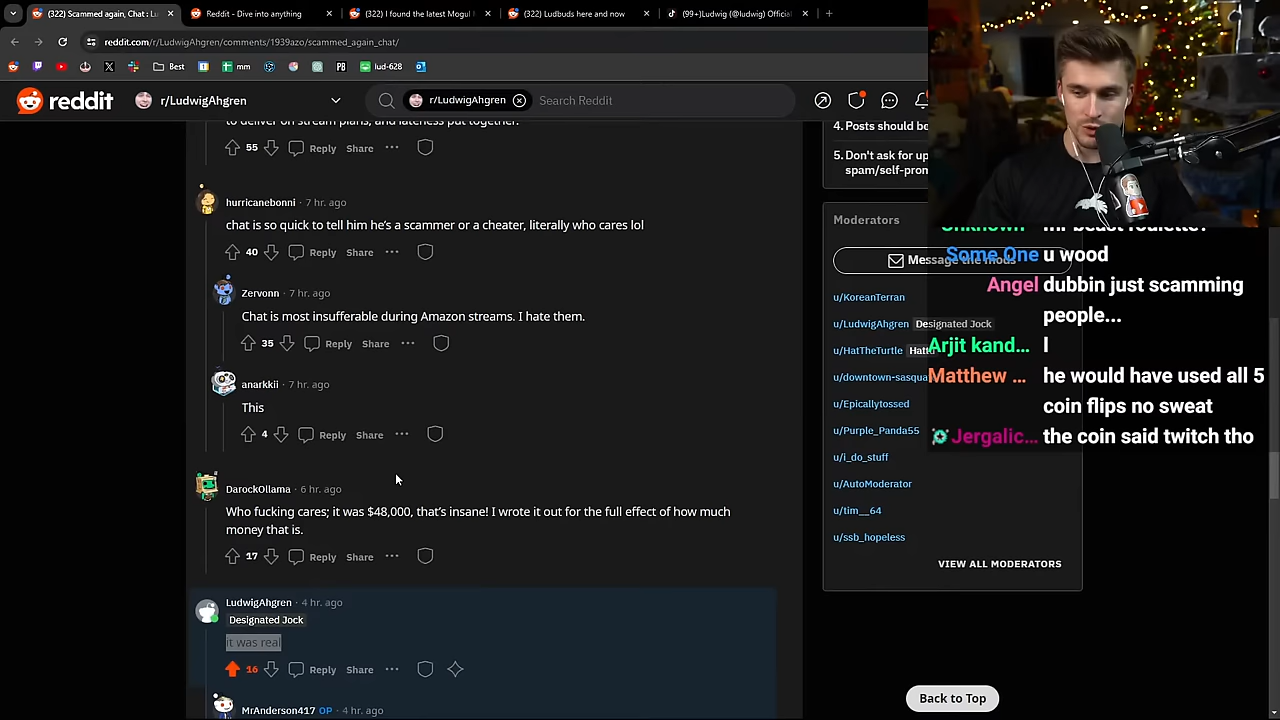 (322) Scammed again, Chat : Lu
Reddit - Dive into anything
(322) I found the latest Mogul
(322) Ludbuds here and now
(99+)Ludwig (@ludwig) Offici
reddit.com/r/LudwigAhgren/comments/1939azo/scammed_again_chat/
Best
mm
iud-628
reddit
r/LudwigAhgren
r/LudwigAhgren
Search Reddit
to deliver on stream plans, and lateness put together.
55
Reply
Share
hurricanebonni · 7 hr. ago
chat is so quick to tell him he's a scammer or a cheater, literally who cares lol
40
Reply
Share
Zervonn · 7 hr. ago
Chat is most insufferable during Amazon streams. I hate them.
35
Reply
Share
anarkkii · 7 hr. ago
This
4
Reply
Share
DarockOllama · 6 hr. ago
Who fucking cares; it was $48,000, that's insane! I wrote it out for the full effect of how much
money that is.
17
Reply
Share
LudwigAhgren · 4 hr. ago
Designated Jock
it was real
16
Reply
Share
MrAnderson417 OP · 4 hr. ago
4. Posts should be
5. Don't ask for up
spam/self-pron
Moderators
Message the mods
u/KoreanTerran
u/LudwigAhgren Designated Jock
u/HatTheTurtle
u/downtown-sasqua
u/Epicallytossed
u/Purple_Panda55
u/i_do_stuff
u/AutoModerator
u/tim__64
u/ssb_hopeless
VIEW ALL MODERATORS
Back to Top
Unknown mr beast roulette?
Some One u wood
Angel dubbin just scamming
people...
Arjit kand... I
Matthew ... he would have used all 5
coin flips no sweat
Jergalic... the coin said twitch tho